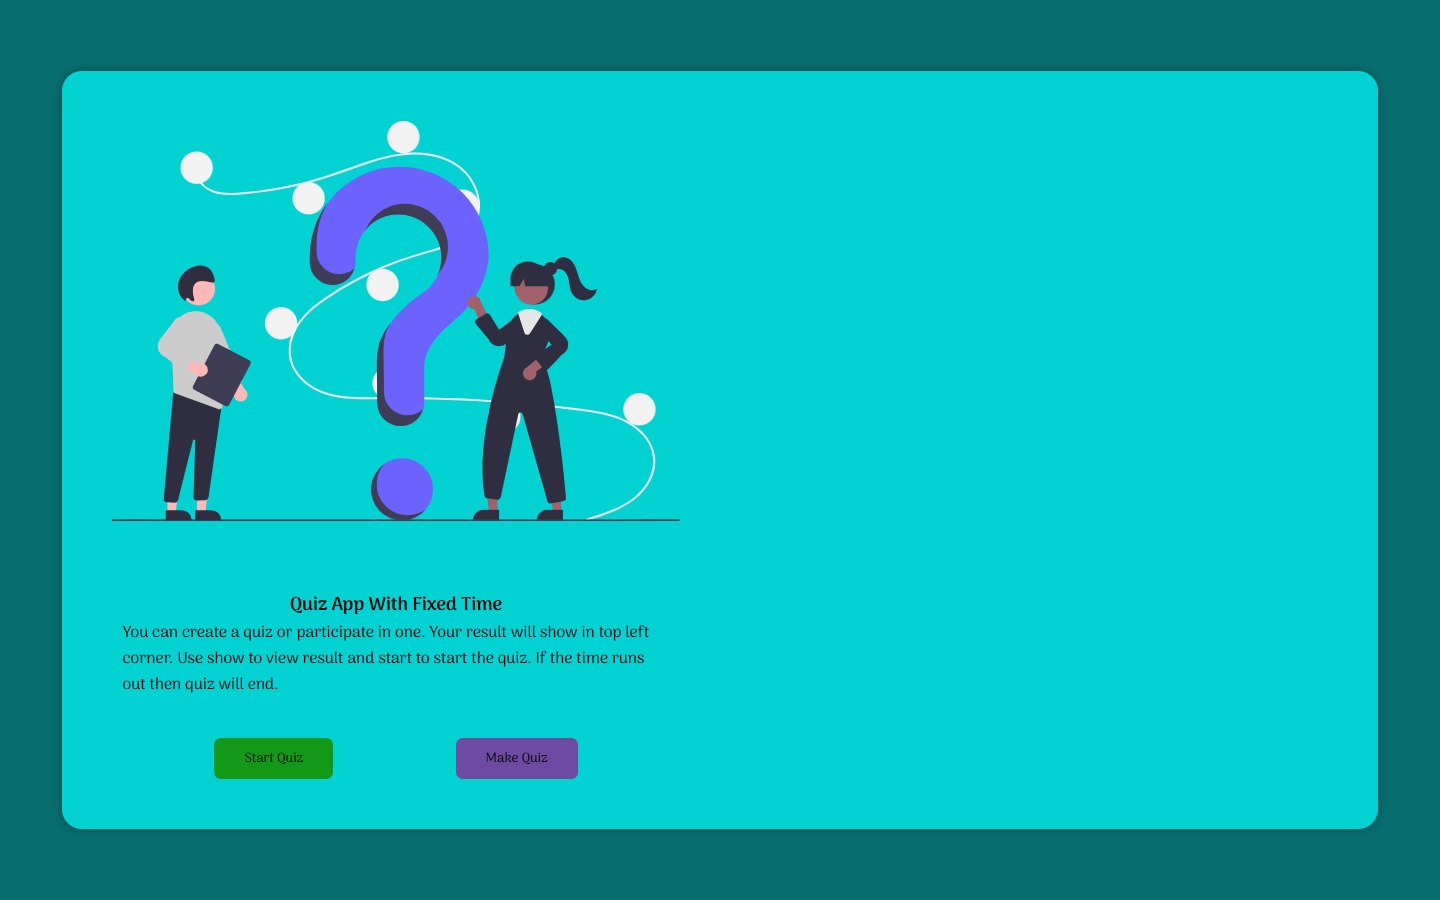 Quiz App With Fixed Time
You can create a quiz or participate in one. Your result will show in top left
corner. Use show to view result and start to start the quiz. If the time runs
out then quiz will end.
Start Quiz
Make Quiz